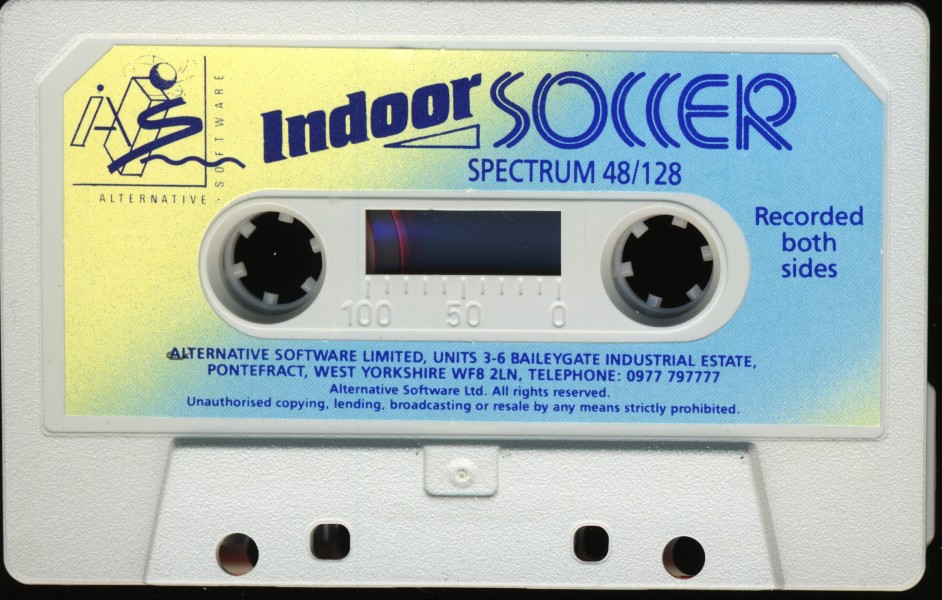 Indoor SOCCER
SPECTRUM 48/128
ALTERNATIVE
SOFTWARE
Recorded
both
sides
100 50 0
ALTERNATIVE SOFTWARE LIMITED, UNITS 3-6 BAILEYGATE INDUSTRIAL ESTATE,
PONTEFRACT, WEST YORKSHIRE WF8 2LN, TELEPHONE: 0977 797777
Alternative Software Ltd. All rights reserved.
Unauthorised copying, lending, broadcasting or resale by any means strictly prohibited.